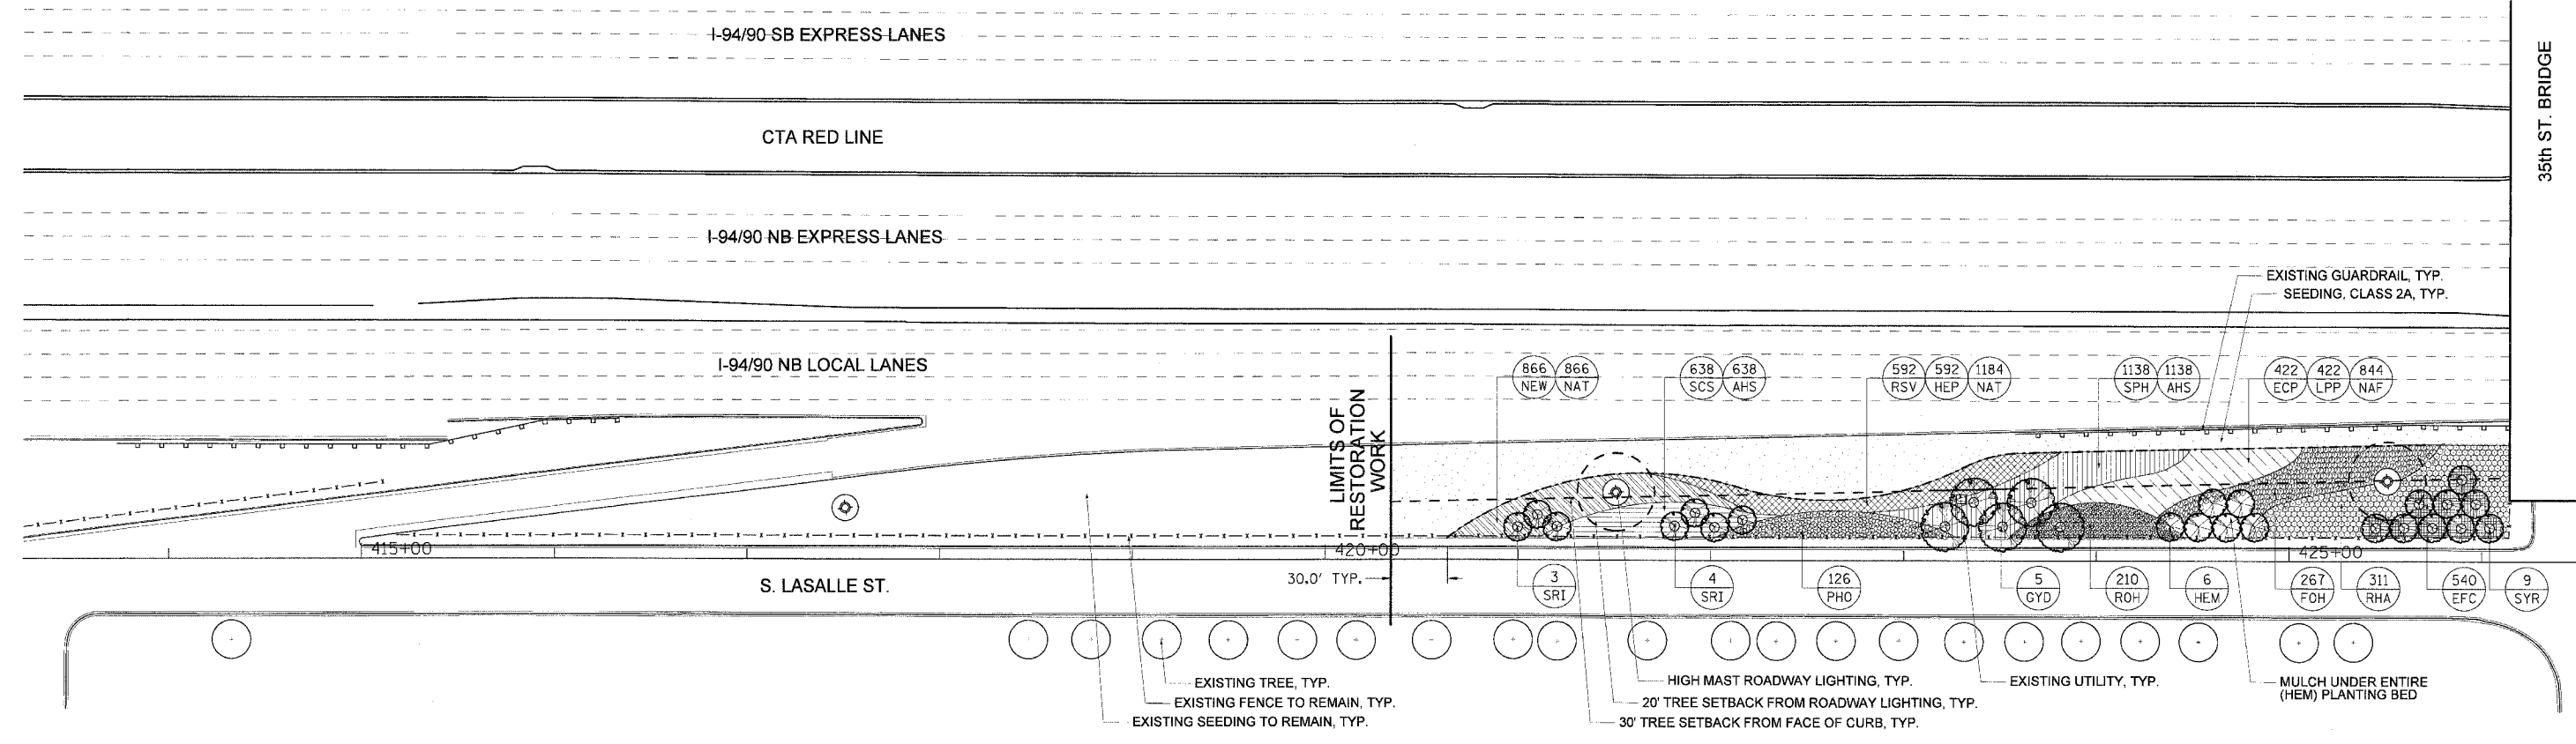 I-94/90 SB EXPRESS LANES
35th ST. BRIDGE
CTA RED LINE
I-94/90 NB EXPRESS LANES
EXISTING GUARDRAIL, TYP.
SEEDING, CLASS 2A, TYP.
I-94/90 NB LOCAL LANES
866 866
NEW NAT
638 638
SCS AHS
592 592 1184
RSV HEP NAT
1138 1138
SPH AHS
422 422 844
ECP LPP NAF
LIMITS OF
RESTORATION
WORK
415+00
420+00
425+00
S. LASALLE ST.
30.0' TYP.
3
SRI
4
SRI
126
PHO
5
GYD
210
ROH
6
HEM
267
FOH
311
RHA
540
EFC
9
SYR
EXISTING TREE, TYP.
EXISTING FENCE TO REMAIN, TYP.
EXISTING SEEDING TO REMAIN, TYP.
HIGH MAST ROADWAY LIGHTING, TYP.
20' TREE SETBACK FROM ROADWAY LIGHTING, TYP.
30' TREE SETBACK FROM FACE OF CURB, TYP.
EXISTING UTILITY, TYP.
MULCH UNDER ENTIRE
(HEM) PLANTING BED